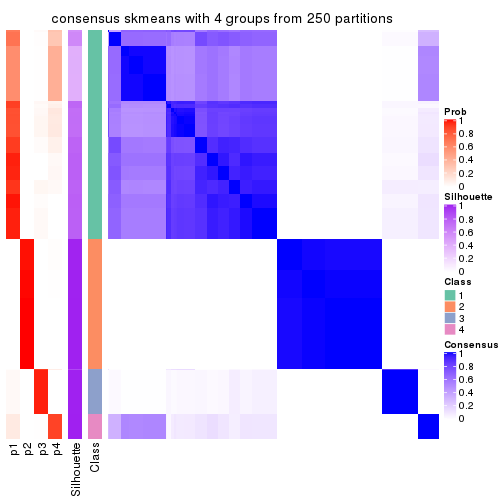 consensus skmeans with 4 groups from 250 partitions
Prob
1
0.8
0.6
0.4
0.2
0
Silhouette
1
0.8
0.6
0.4
0.2
0
Class
1
2
3
4
Consensus
1
0.8
0.6
0.4
0.2
0
p1
p2
p3
p4
Silhouette
Class